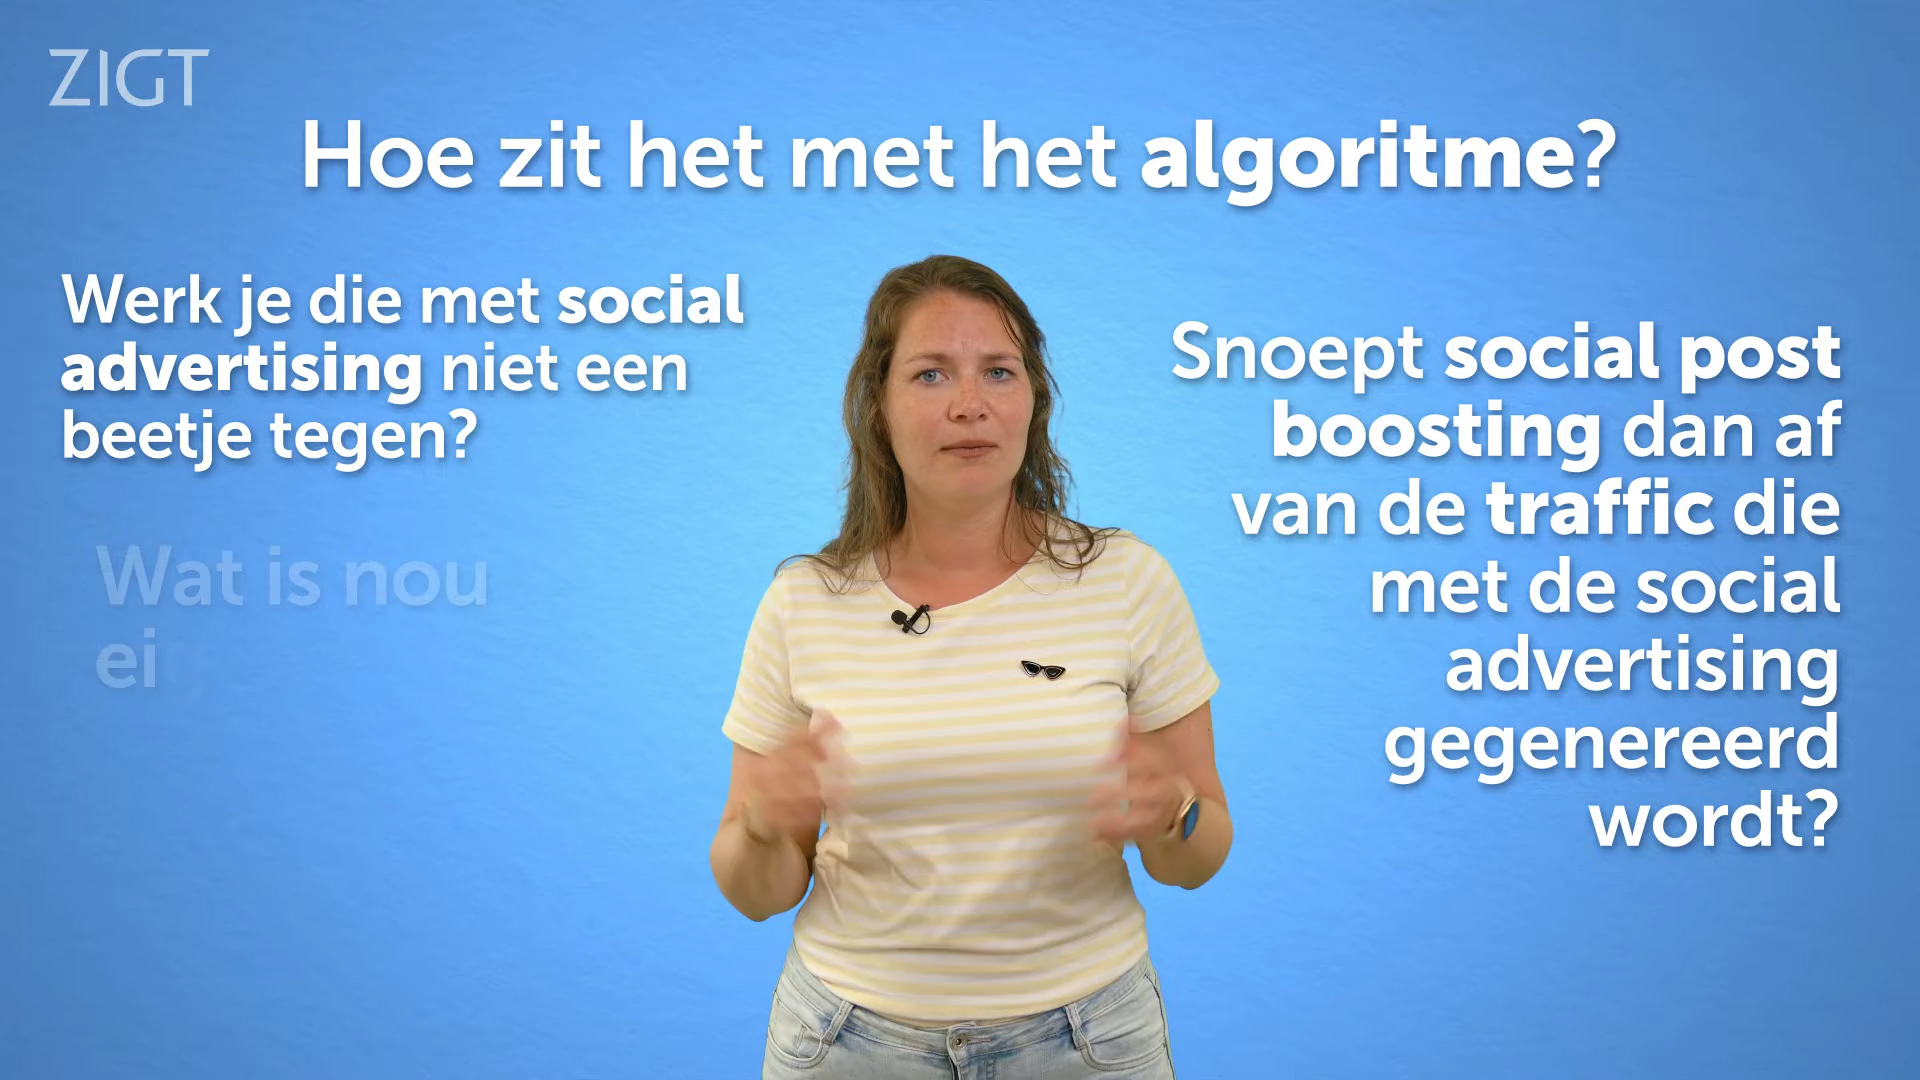 ZIGT
Hoe zit het met het algoritme?
Werk je die met social
advertising niet een
beetje tegen?
Wat is nou
ei
Snoept social post
boosting dan af
van de traffic die
met de social
advertising
gegenereerd
wordt?